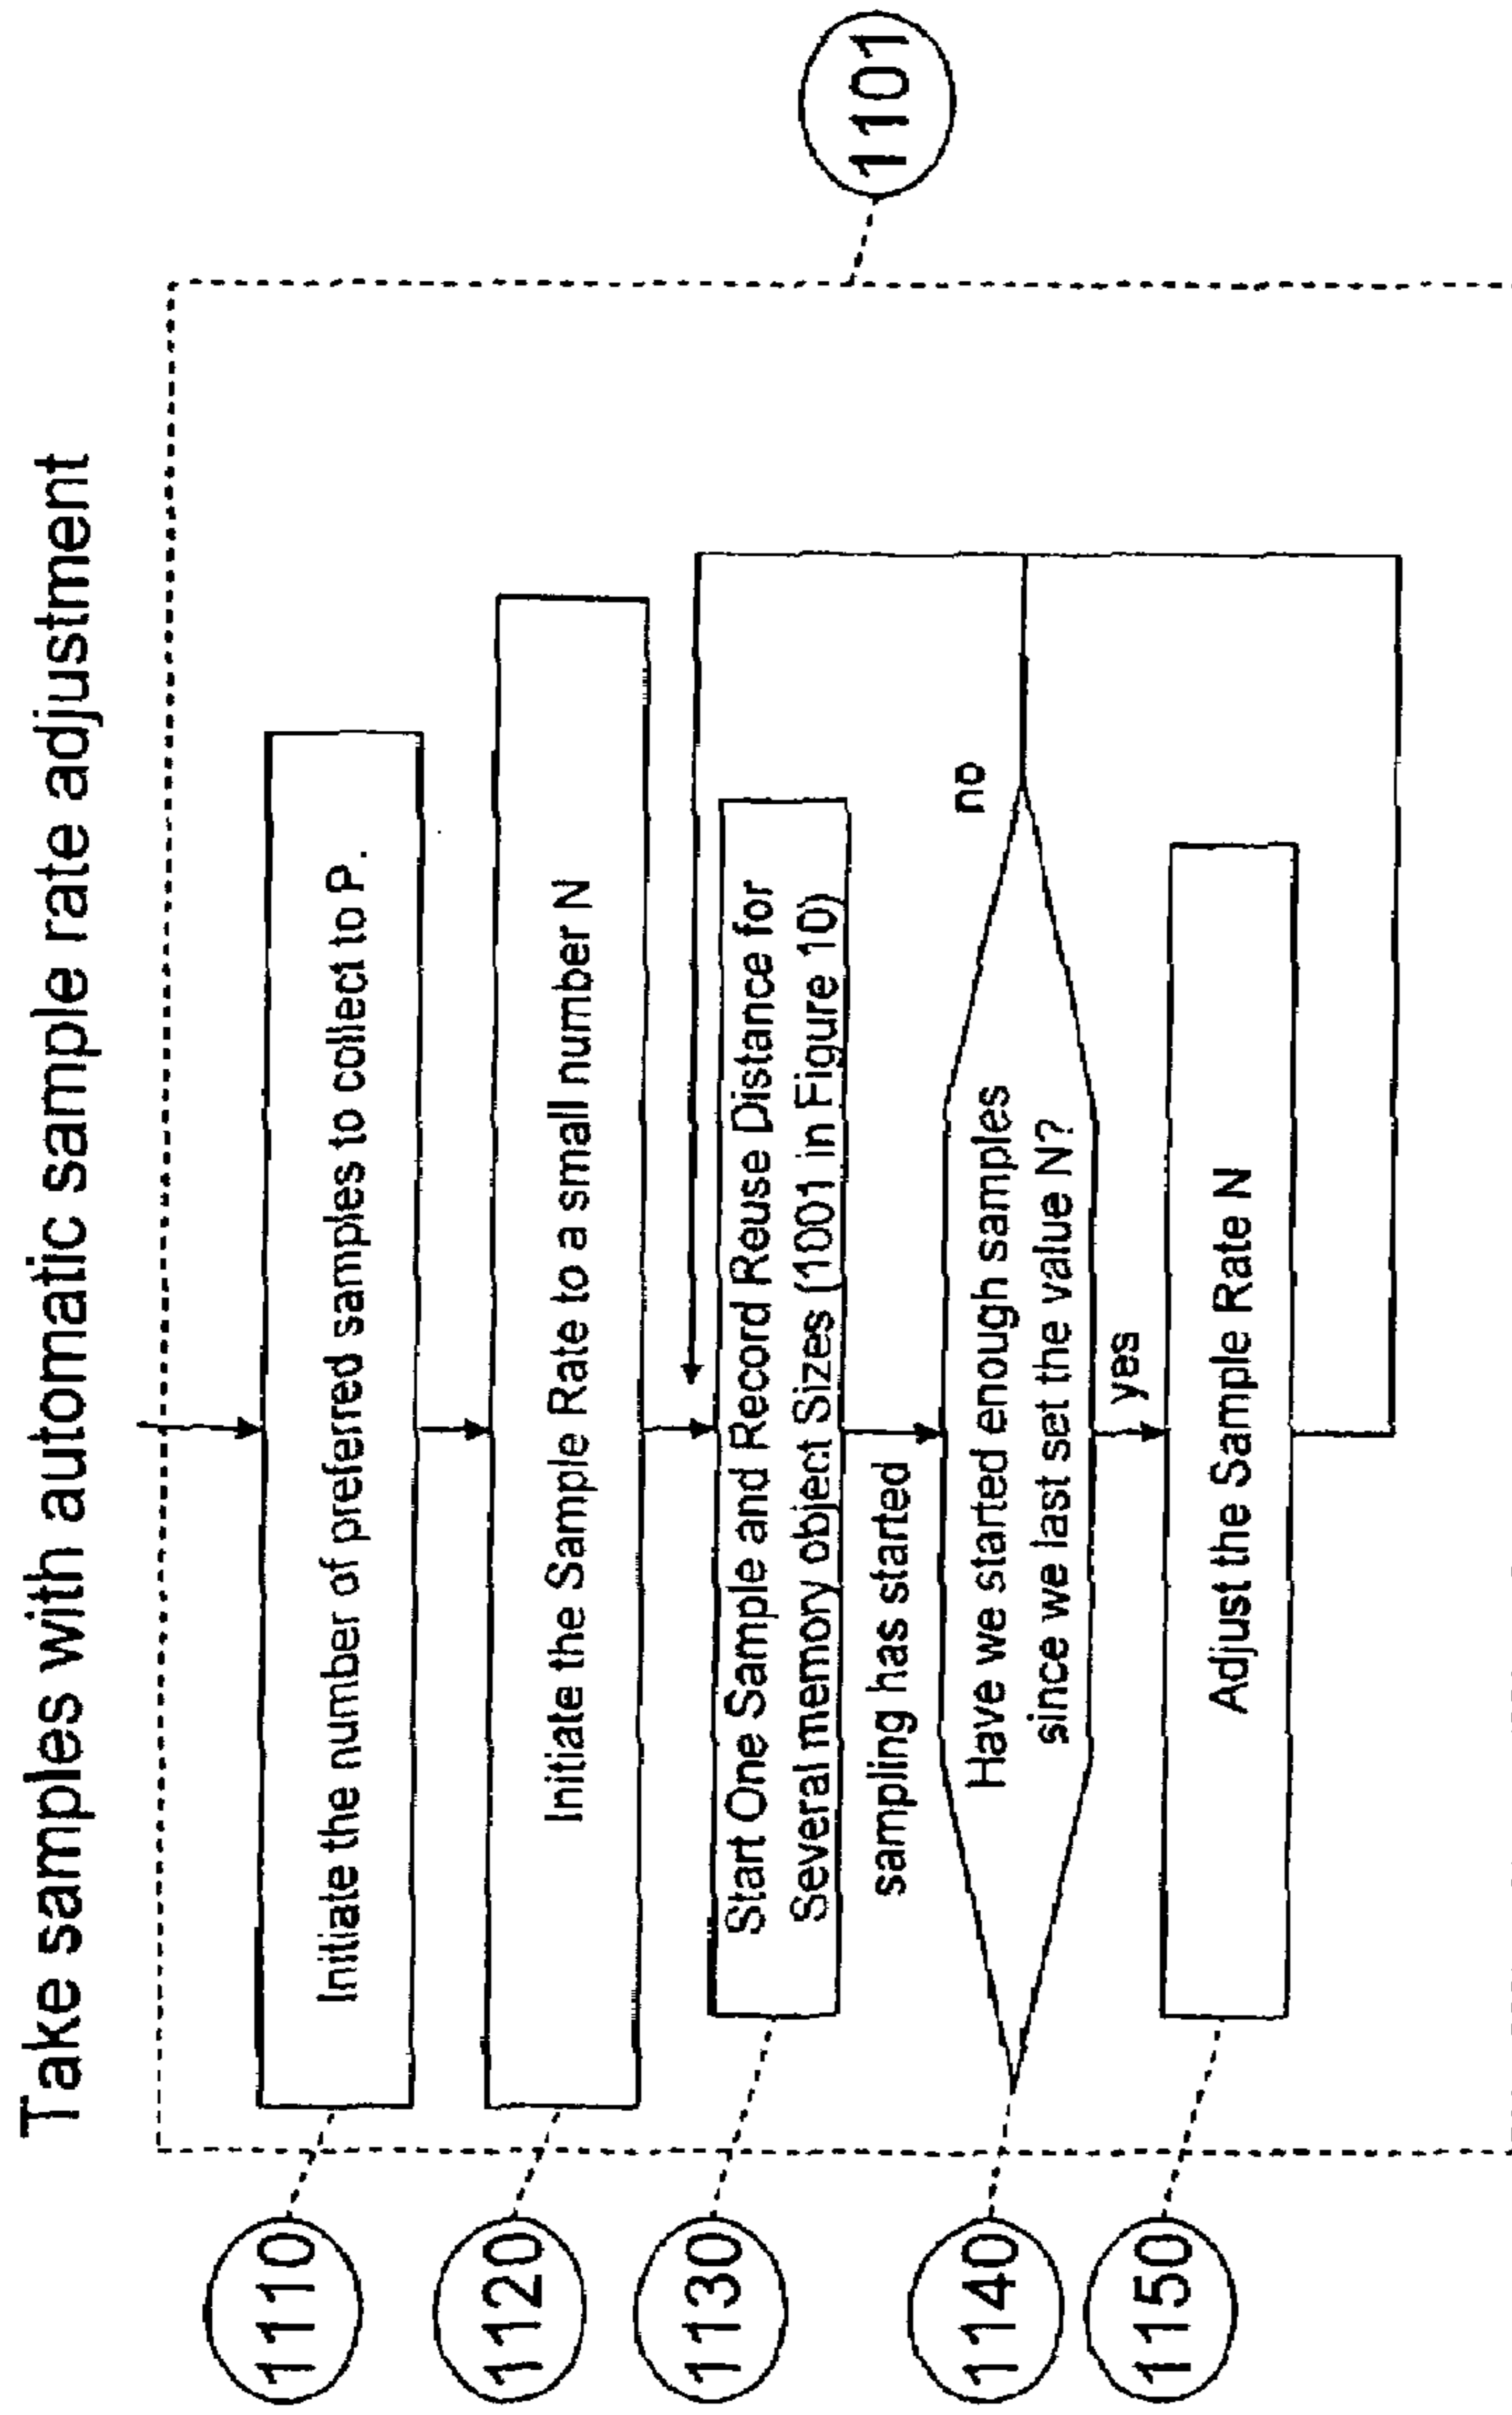 Take samples with automatic sample rate adjustment
1101
1110
Initiate the number of preferred samples to collect to P.
1120
Initiate the Sample Rate to a small number N
1130
Start One Sample and Record Reuse Distance for
Several memory object Sizes (1001 in Figure 10)
sampling has started
1140
Have we started enough samples
since we last set the value N?
no
yes
1150
Adjust the Sample Rate N